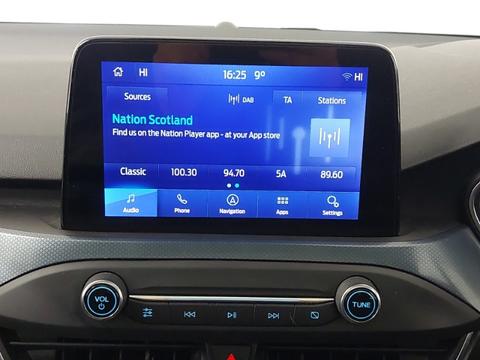 HI 16:25 9° HI
Sources DAB TA Stations
Nation Scotland
Find us on the Nation Player app - at your App store
Classic 100.30 94.70 5A 89.60
Audio Phone Navigation Apps Settings
VOL TUNE